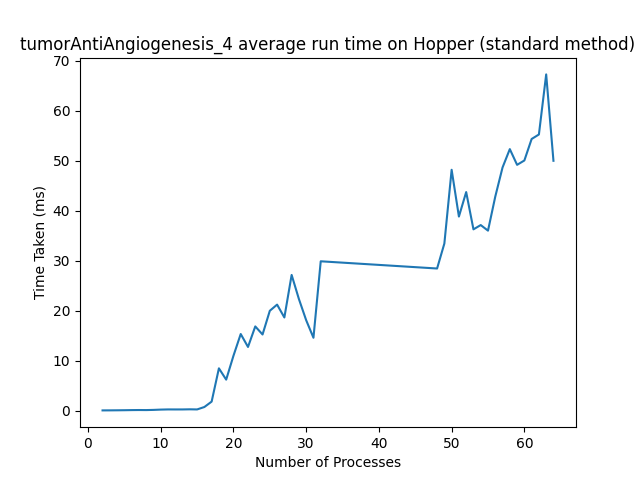 tumorAntiAngiogenesis_4 average run time on Hopper (standard method)
70
60
50
40
30
20
10
0
Time Taken (ms)
0 10 20 30 40 50 60
Number of Processes